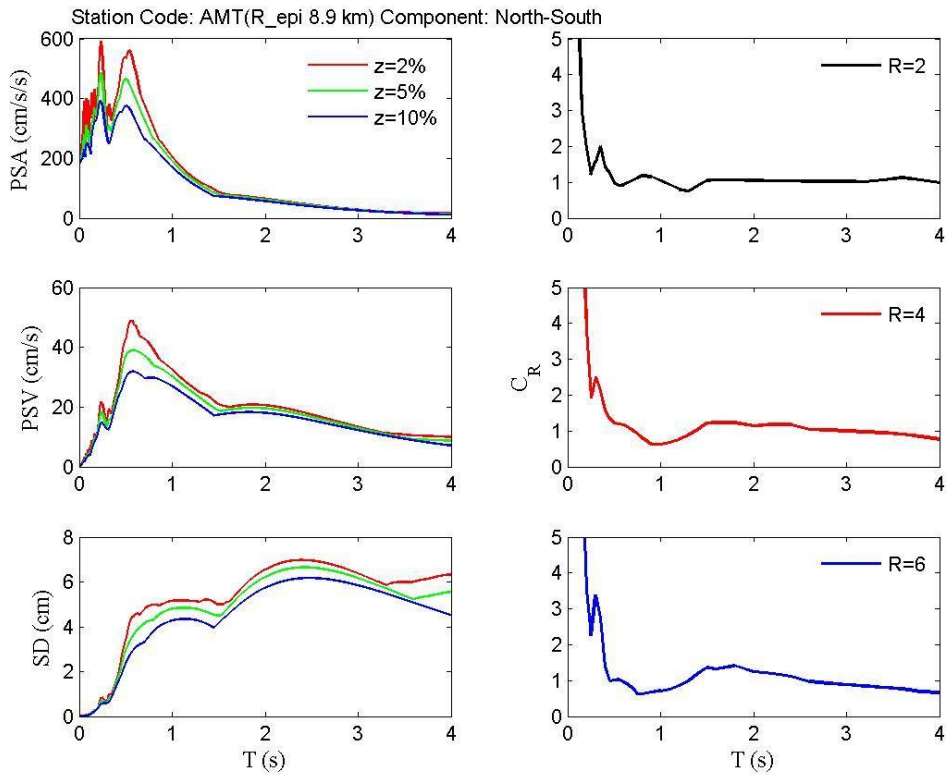 Station Code: AMT(R_epi 8.9 km) Component: North-South
PSA (cm/s/s)
600
400
200
0
0 1 2 3 4
z=2%
z=5%
z=10%
5
4
3
2
1
0
0 1 2 3 4
R=2
PSV (cm/s)
60
40
20
0
0 1 2 3 4
C_R
5
4
3
2
1
0
0 1 2 3 4
R=4
SD (cm)
8
6
4
2
0
0 1 2 3 4
T (s)
5
4
3
2
1
0
0 1 2 3 4
T (s)
R=6